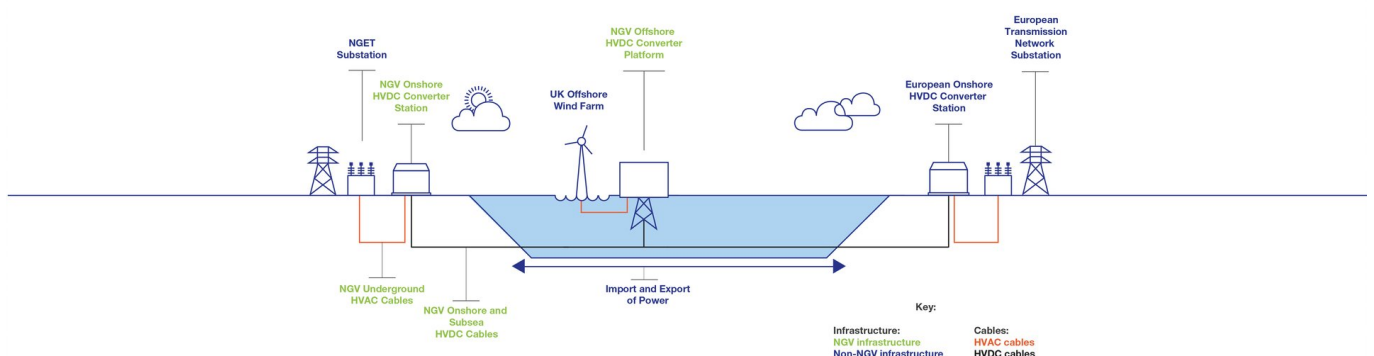 European
Transmission
Network
Substation
NGV Offshore
HVDC Converter
Platform
NGET
Substation
NGV Onshore
HVDC Converter
Station
UK Offshore
Wind Farm
European Onshore
HVDC Converter
Station
NGV Underground
HVAC Cables
NGV Onshore and
Subsea
HVDC Cables
Import and Export
of Power
Key:
Infrastructure:
NGV infrastructure
Non-NGV infrastructure
Cables:
HVAC cables
HVDC cables